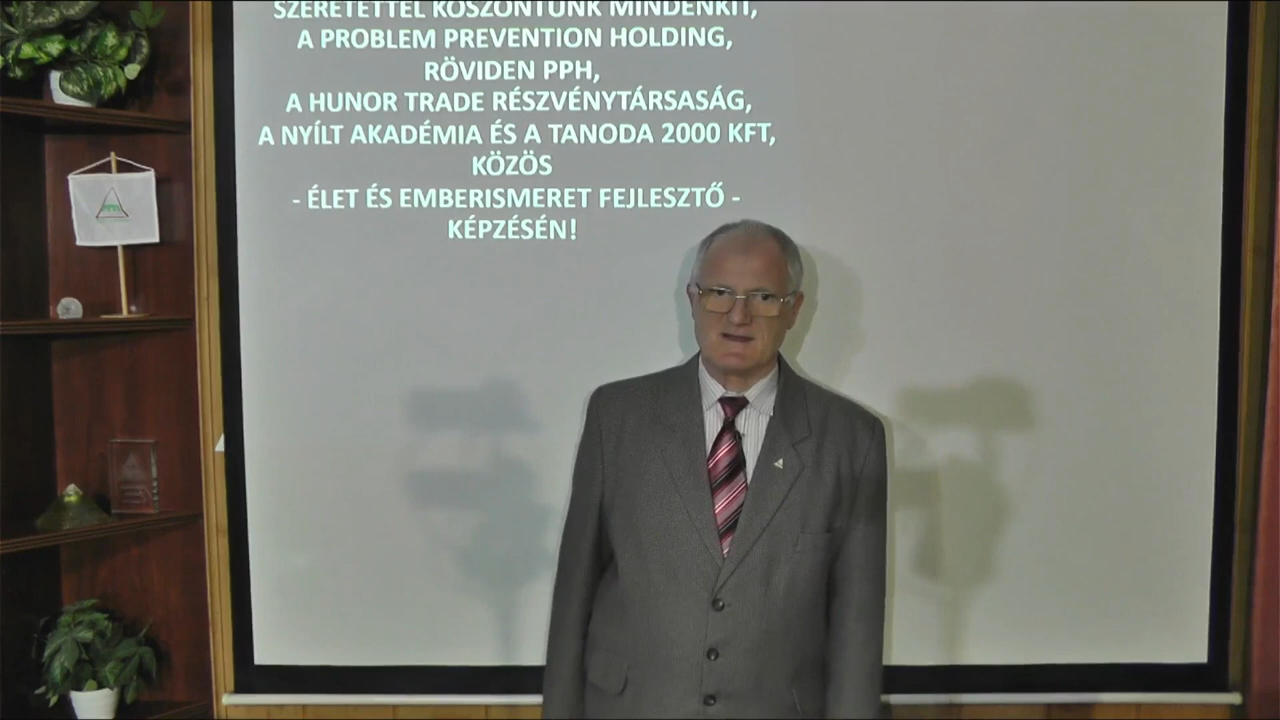 SZERETETTEL KÖSZÖNTÜNK MINDENKIT,
A PROBLEM PREVENTION HOLDING,
RÖVIDEN PPH,
A HUNOR TRADE RÉSZVÉNYTÁRSASÁG,
A NYÍLT AKADÉMIA ÉS A TANODA 2000 KFT,
KÖZÖS
- ÉLET ÉS EMBERISMERET FEJLESZTŐ -
KÉPZÉSÉN!